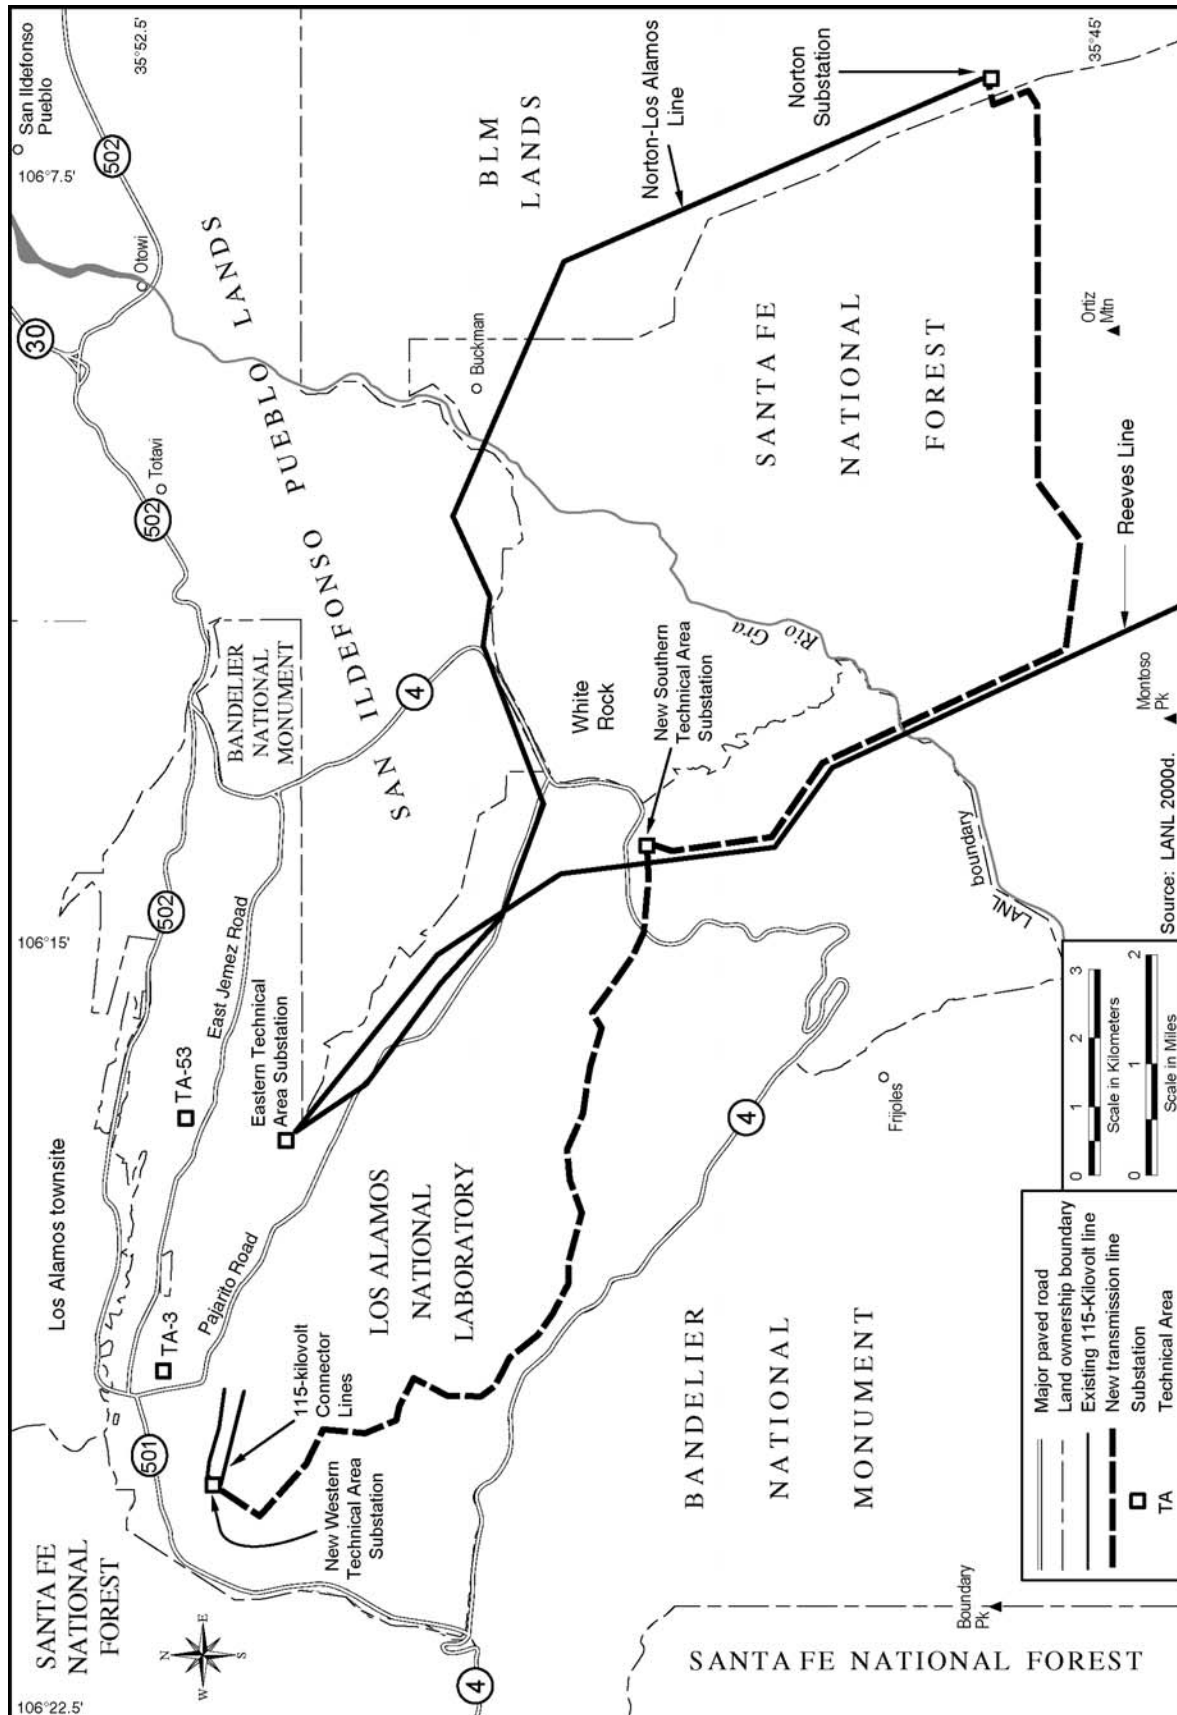 106°22.5'
SANTA FE
NATIONAL
FOREST
N
E
S
W
501
4
Los Alamos townsite
TA-3
TA-53
502
106°15'
East Jemez Road
Pajarito Road
Eastern Technical
Area Substation
115-kilovolt
Connector
Lines
New Western
Technical Area
Substation
LOS ALAMOS
NATIONAL
LABORATORY
BANDELIER
NATIONAL
MONUMENT
4
502
Totavi
30
Otowi
502
106°7.5'
San Ildefonso
Pueblo
35°52.5'
SAN ILDEFONSO PUEBLO LANDS
BLM
LANDS
Buckman
Norton-Los Alamos
Line
Norton
Substation
35°45'
White
Rock
New Southern
Technical Area
Substation
Rio
Gra
SANTA FE
NATIONAL
FOREST
Ortiz
Mtn
Reeves Line
Montoso
Pk
LANL
boundary
4
Frijoles
BANDELIER
NATIONAL
MONUMENT
Boundary
Pk
SANTA FE NATIONAL FOREST
Major paved road
Land ownership boundary
Existing 115-Kilovolt line
New transmission line
Substation
TA
Technical Area
0
1
2
3
Scale in Kilometers
0
1
2
Scale in Miles
Source: LANL 2000d.